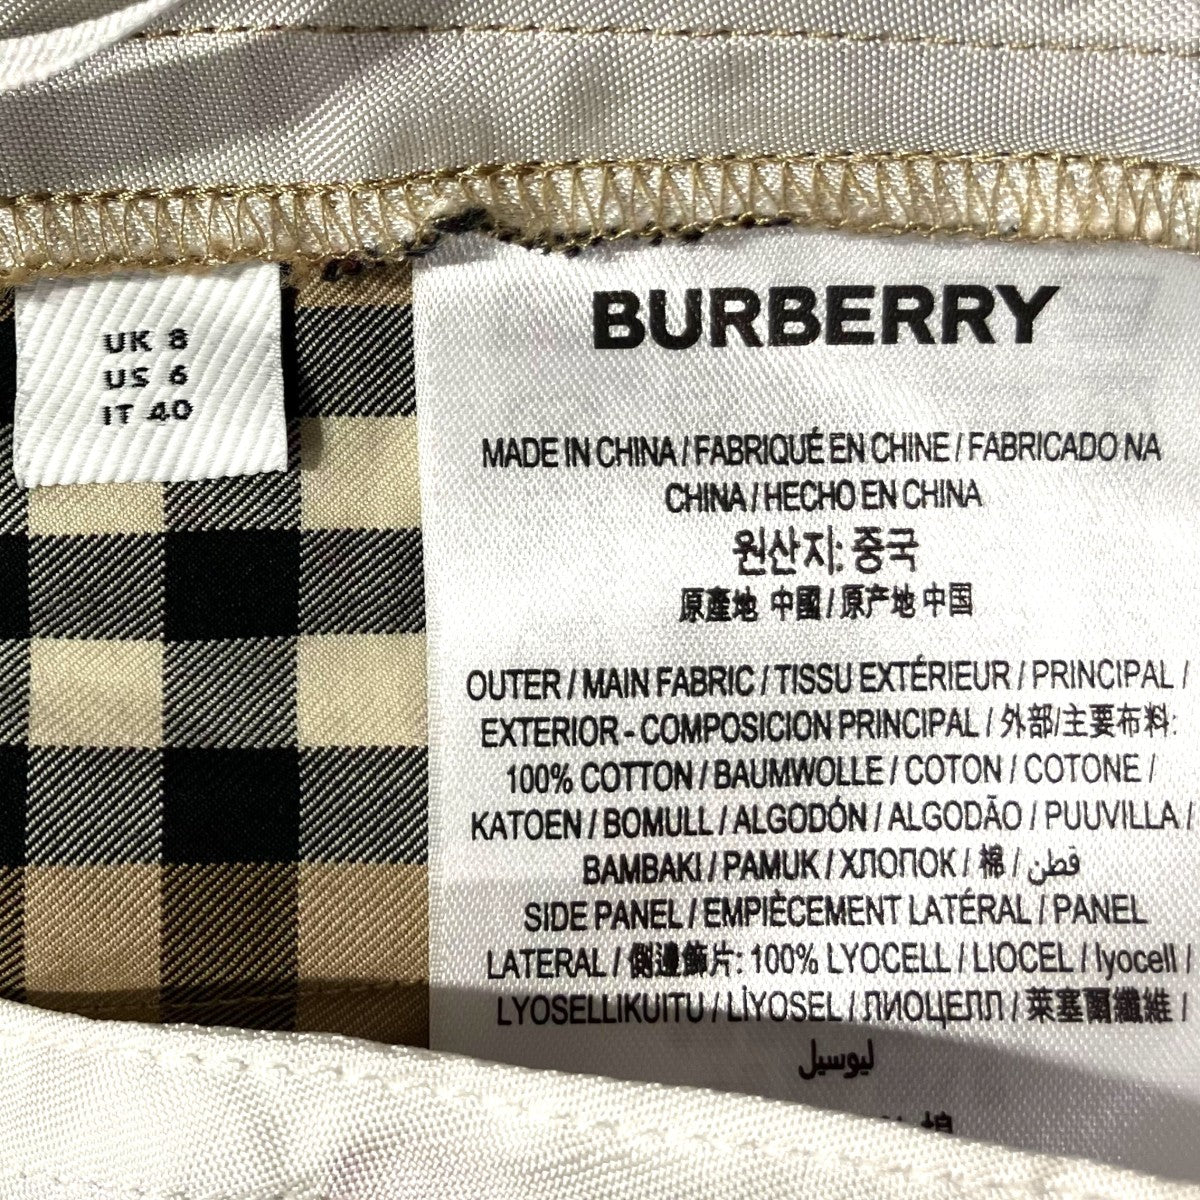 UK 8
US 6
IT 40
BURBERRY
MADE IN CHINA / FABRIQUÉ EN CHINE / FABRICADO NA
CHINA / HECHO EN CHINA
원산지: 중국
原產地 中國 / 原产地 中国
OUTER / MAIN FABRIC / TISSU EXTÉRIEUR / PRINCIPAL /
EXTERIOR - COMPOSICION PRINCIPAL / 外部/主要布料:
100% COTTON / BAUMWOLLE / COTON / COTONE /
KATOEN / BOMULL / ALGODÓN / ALGODÃO / PUUVILLA /
BAMBAKI / PAMUK / ХЛОПОК / 棉 / قطن
SIDE PANEL / EMPIÈCEMENT LATÉRAL / PANEL
LATERAL / 側邊飾片: 100% LYOCELL / LIOCEL / lyocell /
LYOSELLIKUITU / LİYOSEL / ЛИОЦЕЛЛ / 萊塞爾纖維 /
ليوسيل